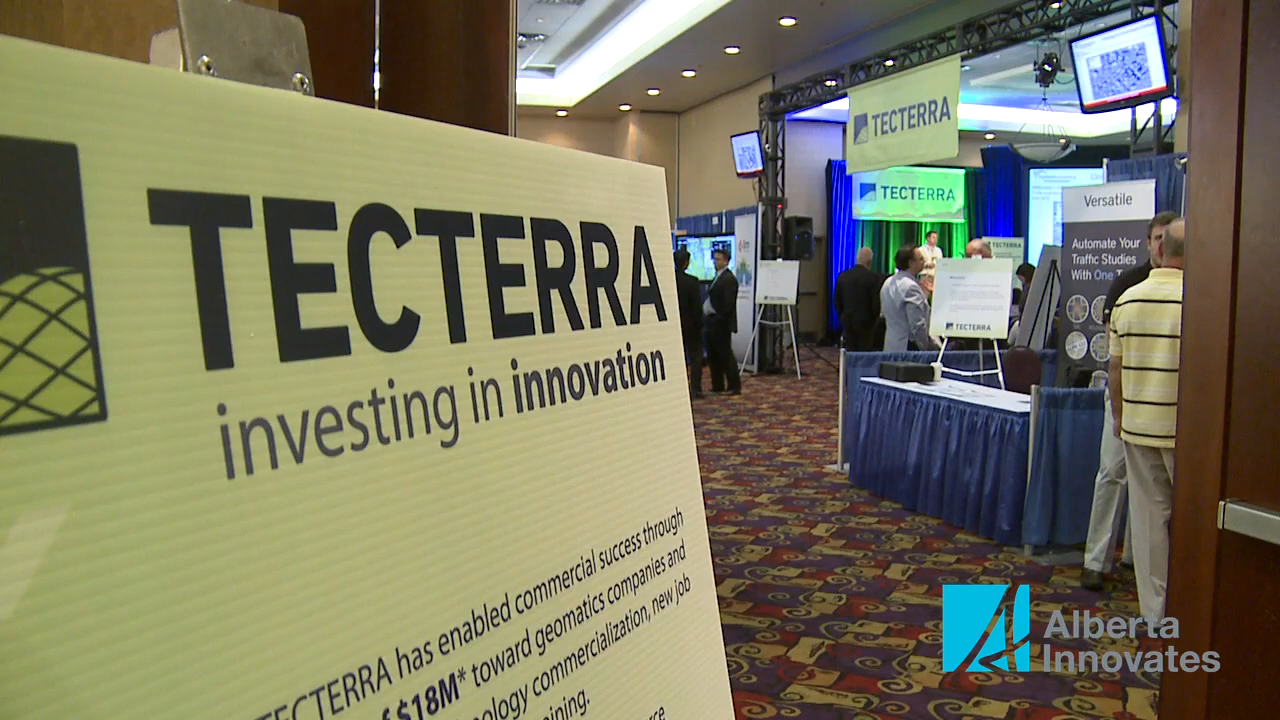 TECTERRA
investing in innovation
TECTERRA has enabled commercial success through
$18M* toward geomatics companies and
commercialization, new job
TECTERRA
TECTERRA
TECTERRA
Versatile
Automate Your
Traffic Studies
With One
Alberta
Innovates